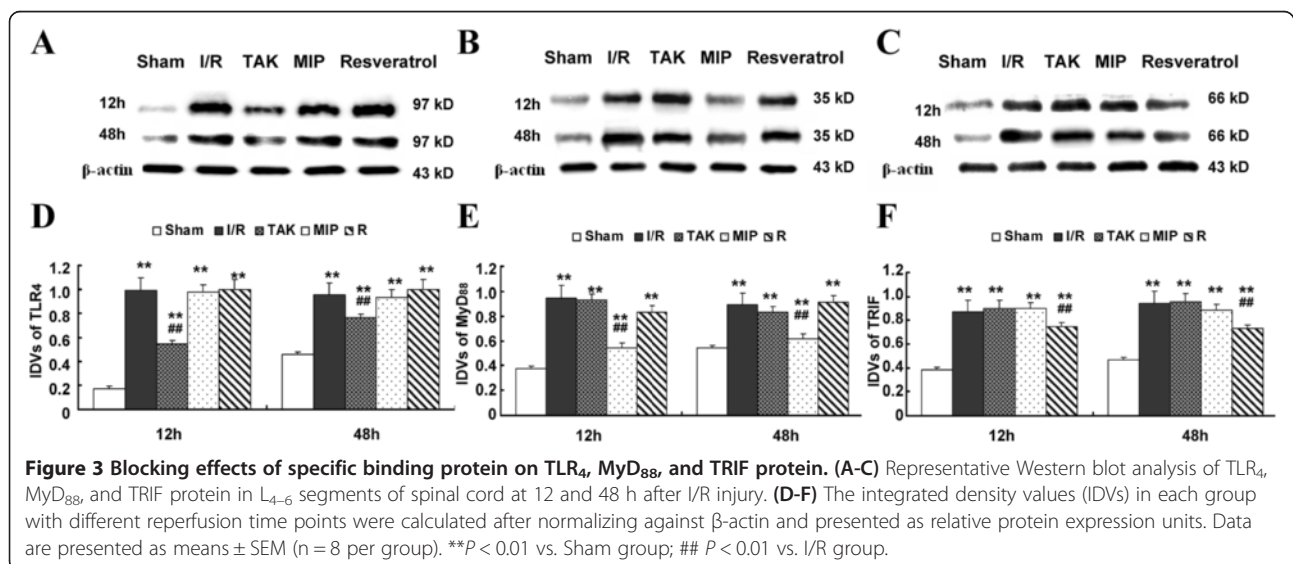 A
Sham I/R TAK MIP Resveratrol
12h 97 kD
48h 97 kD
β-actin 43 kD
B
Sham I/R TAK MIP Resveratrol
12h 35 kD
48h 35 kD
β-actin 43 kD
C
Sham I/R TAK MIP Resveratrol
12h 66 kD
48h 66 kD
β-actin 43 kD
D
Sham I/R TAK MIP R
IDVs of TLR4
1.2
1.0
0.8
0.6
0.4
0.2
0
** ** ## ** **
** ** ## ** **
12h 48h
E
Sham I/R TAK MIP R
IDVs of MyD88
1.2
1.0
0.8
0.6
0.4
0.2
0
** ** ** ## **
** ** ** ## **
12h 48h
F
Sham I/R TAK MIP R
IDVs of TRIF
1.2
1.0
0.8
0.6
0.4
0.2
0
** ** ** ** ##
** ** ** ** ##
12h 48h
Figure 3 Blocking effects of specific binding protein on TLR4, MyD88, and TRIF protein. (A-C) Representative Western blot analysis of TLR4,
MyD88, and TRIF protein in L4–6 segments of spinal cord at 12 and 48 h after I/R injury. (D-F) The integrated density values (IDVs) in each group
with different reperfusion time points were calculated after normalizing against β-actin and presented as relative protein expression units. Data
are presented as means ± SEM (n = 8 per group). **P < 0.01 vs. Sham group; ## P < 0.01 vs. I/R group.